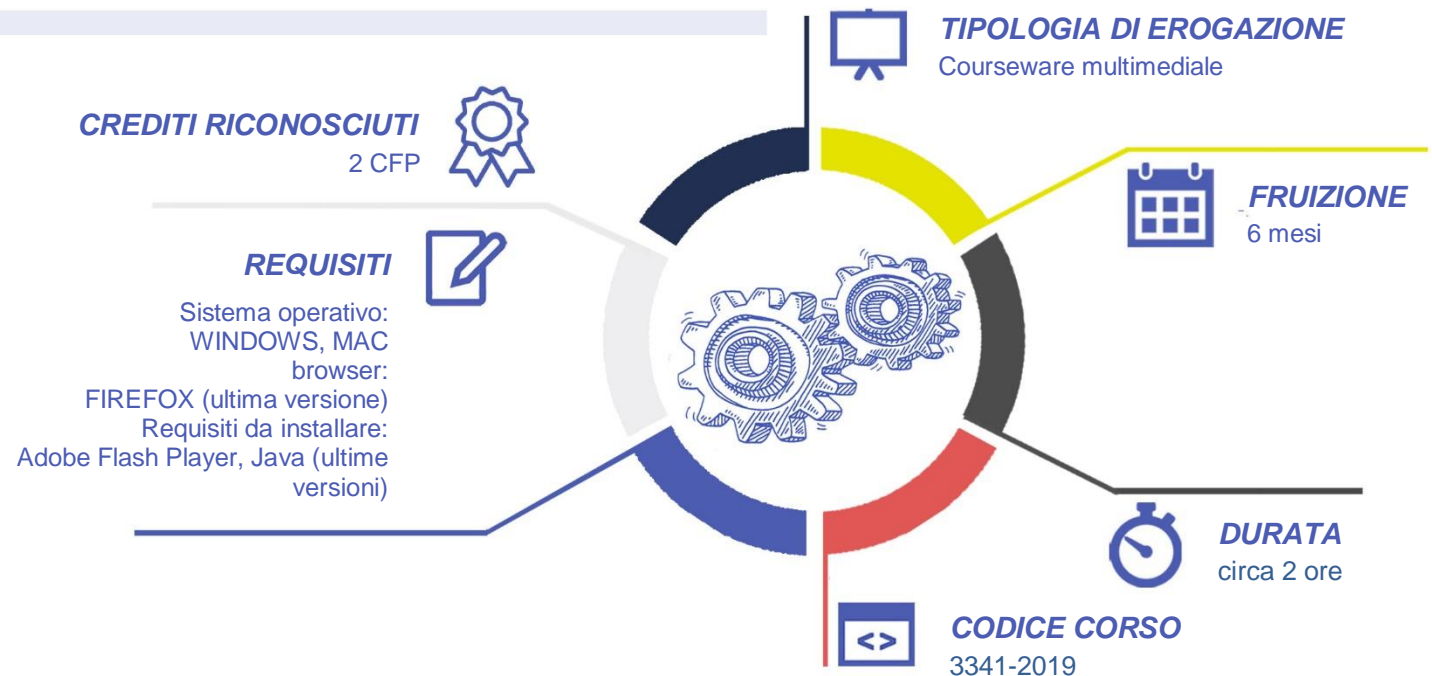 TIPOLOGIA DI EROGAZIONE
Courseware multimediale
CREDITI RICONOSCIUTI
2 CFP
FRUIZIONE
6 mesi
REQUISITI
Sistema operativo:
WINDOWS, MAC
browser:
FIREFOX (ultima versione)
Requisiti da installare:
Adobe Flash Player, Java (ultime
versioni)
DURATA
circa 2 ore
CODICE CORSO
3341-2019